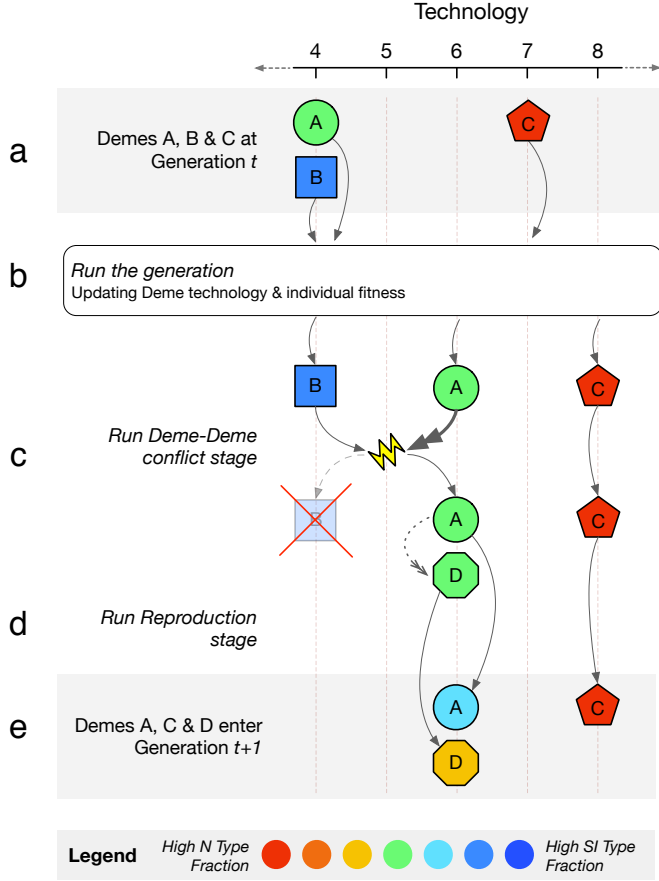 Technology
4 5 6 7 8
a
Demes A, B & C at
Generation t
A
C
B
b
Run the generation
Updating Deme technology & individual fitness
B
A
C
c
Run Deme-Deme
conflict stage
A
C
D
d
Run Reproduction
stage
e
Demes A, C & D enter
Generation t+1
A
C
D
Legend
High N Type
Fraction
High SI Type
Fraction